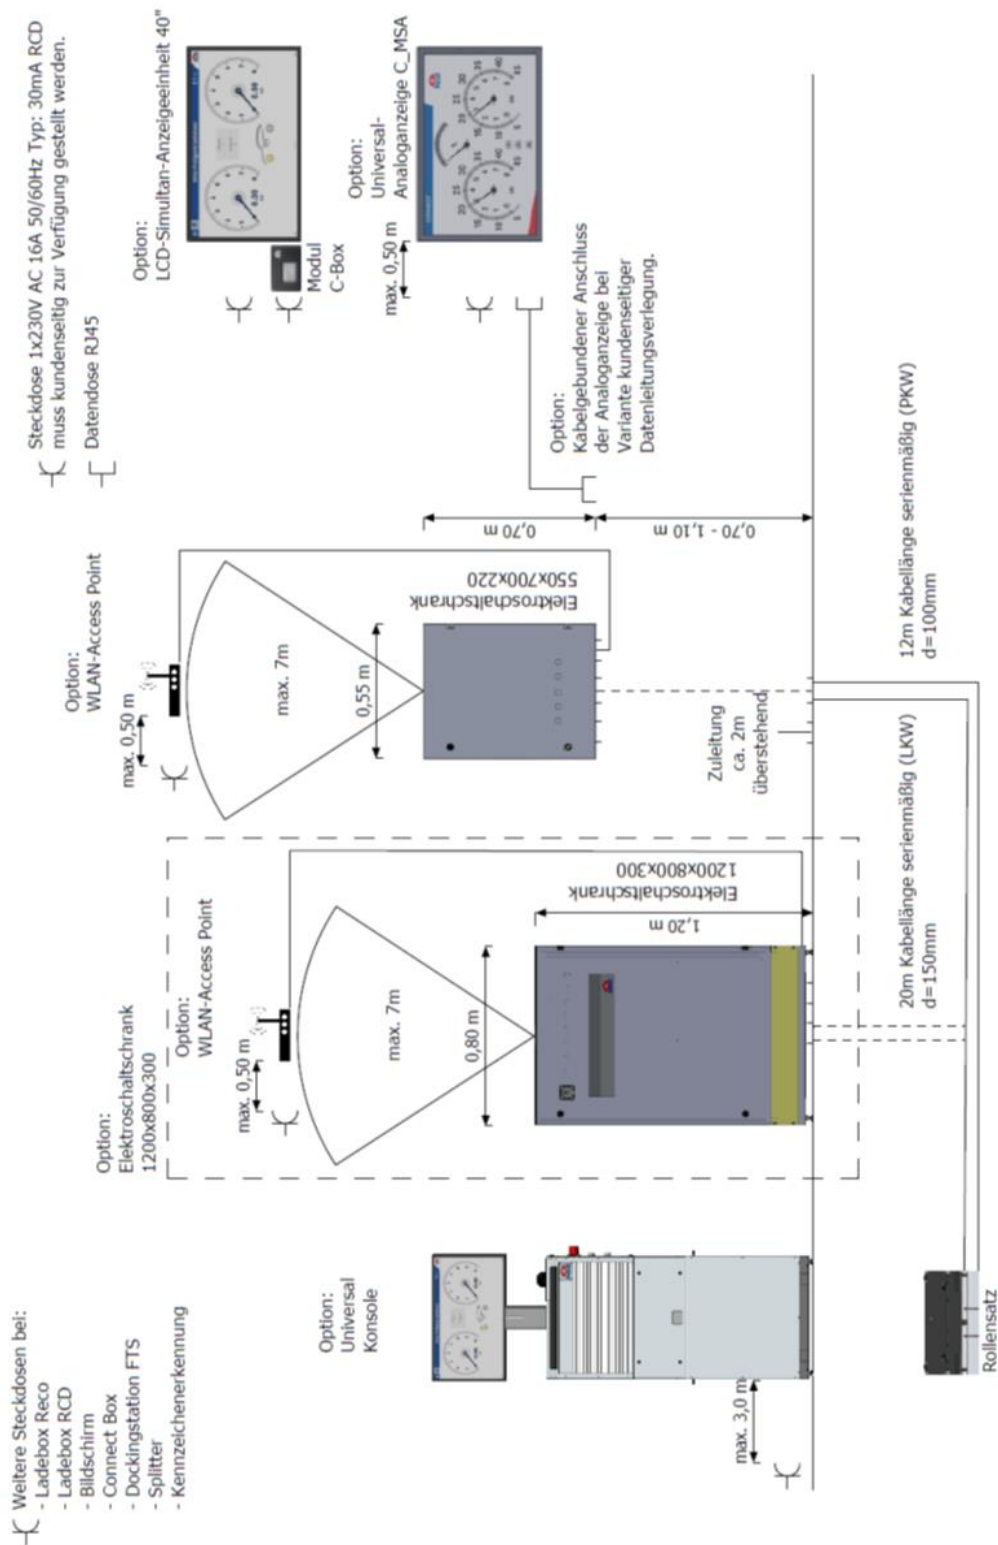 Weitere Steckdosen bei:
- Ladebox Reco
- Ladebox RCD
- Bildschirm
- Connect Box
- Dockingstation FTS
- Splitter
- Kennzeichenerkennung
Steckdose 1x230V AC 16A 50/60Hz Typ: 30mA RCD
muss kundenseitig zur Verfügung gestellt werden.
Datendose RJ45
Option:
Universal
Konsole
max. 3,0 m
Rollensatz
Option:
Elektroschaltschrank
1200x800x300
Option:
WLAN-Access Point
max. 0,50 m
max. 7m
0,80 m
1,20 m
Elektroschaltschrank
1200x800x300
20m Kabellänge serienmäßig (LKW)
d=150mm
Option:
WLAN-Access Point
max. 0,50 m
max. 7m
0,55 m
Elektroschaltschrank
550x700x220
0,70 m
0,70 - 1,10 m
Zuleitung
ca. 2m
überstehend
12m Kabellänge serienmäßig (PKW)
d=100mm
Option:
LCD-Simultan-Anzeigeeinheit 40"
Modul
C-Box
Option:
Universal-
Analoganzeige C_MSA
max. 0,50 m
Option:
Kabelgebundener Anschluss
der Analoganzeige bei
Variante kundenseitiger
Datenleitungsverlegung.